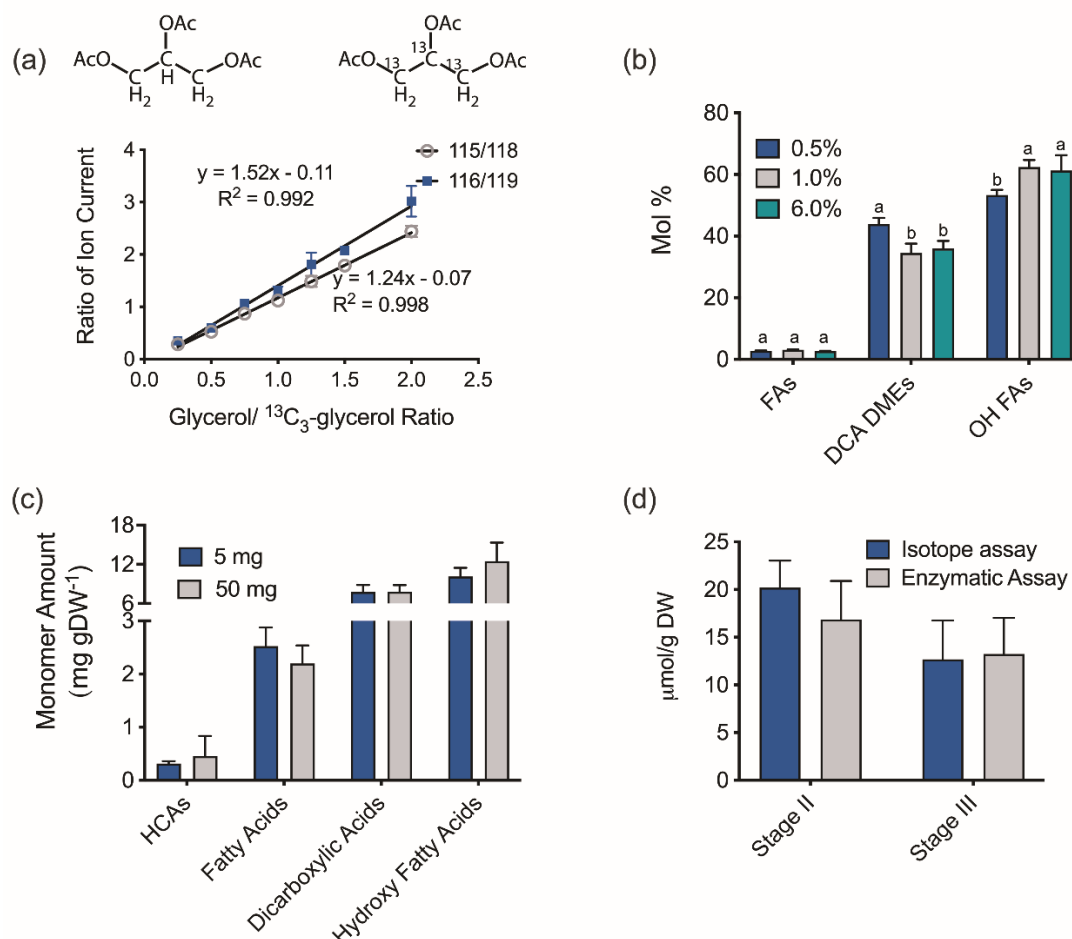 (a)
OAc
AcO
OAc
C
C
C
H
H₂
H₂
OAc
AcO
13
OAc
13
13
C
C
C
H₂
H₂
115/118
116/119
y = 1.52x - 0.11
R² = 0.992
y = 1.24x - 0.07
R² = 0.998
Ratio of Ion Current
4
3
2
1
0
0.0 0.5 1.0 1.5 2.0 2.5
Glycerol/ ¹³C₃-glycerol Ratio
(b)
0.5%
1.0%
6.0%
Mol %
80
60
40
20
0
a a a
a b b
b a a
FAs
DCA DMEs
OH FAs
(c)
5 mg
50 mg
Monomer Amount
(mg gDW⁻¹)
18
12
6
3
2
1
0
HCAs
Fatty Acids
Dicarboxylic Acids
Hydroxy Fatty Acids
(d)
Isotope assay
Enzymatic Assay
μmol/g DW
25
20
15
10
5
0
Stage II
Stage III